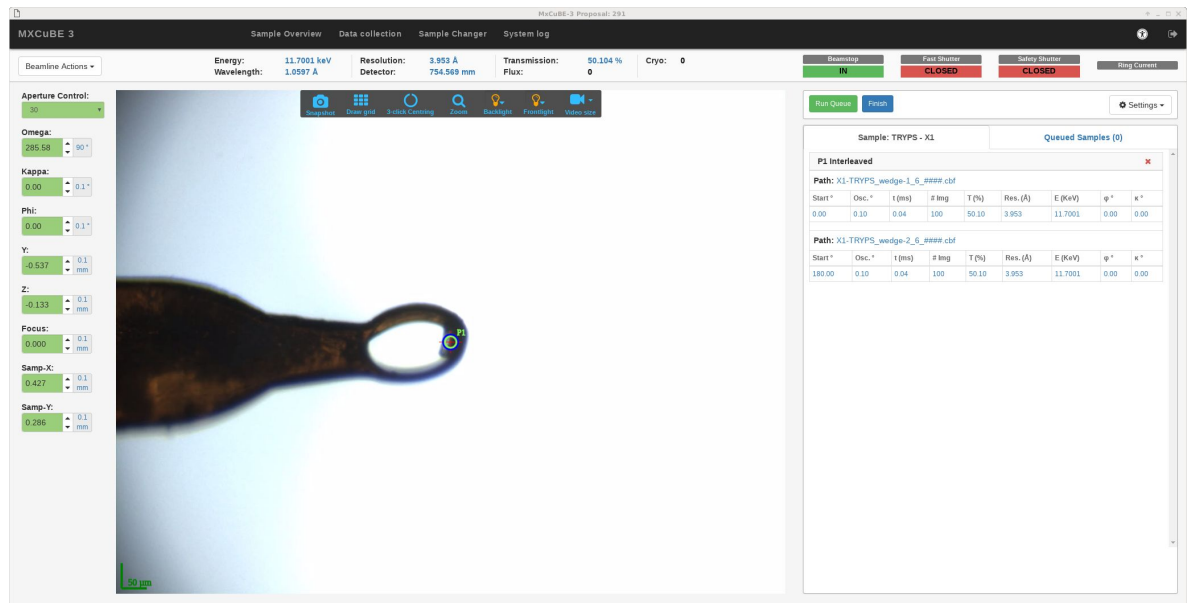 MxCuBE-3 Proposal: 291
MXCuBE 3 Sample Overview Data collection Sample Changer System log
Beamline Actions
Energy: 11.7001 keV Resolution: 3.953 Å Transmission: 50.104 % Cryo: 0
Wavelength: 1.0597 Å Detector: 754.569 mm Flux: 0
Beamstop Fast Shutter Safety Shutter Ring Current
IN CLOSED CLOSED
Aperture Control:
30
Omega:
285.58 90 °
Kappa:
0.00 0.1 °
Phi:
0.00 0.1 °
Y:
-0.537 0.1 mm
Z:
-0.133 0.1 mm
Focus:
0.000 0.1 mm
Samp-X:
0.427 0.1 mm
Samp-Y:
0.286 0.1 mm
Snapshot Draw grid 3-click Centring Zoom Backlight Frontlight Video size
P1
50 µm
Run Queue Finish Settings
Sample: TRYPS - X1 Queued Samples (0)
P1 Interleaved
Path: X1-TRYPS_wedge-1_6_####.cbf
Start ° Osc. ° t (ms) # Img T (%) Res. (Å) E (KeV) φ ° κ °
0.00 0.10 0.04 100 50.10 3.953 11.7001 0.00 0.00
Path: X1-TRYPS_wedge-2_6_####.cbf
Start ° Osc. ° t (ms) # Img T (%) Res. (Å) E (KeV) φ ° κ °
180.00 0.10 0.04 100 50.10 3.953 11.7001 0.00 0.00